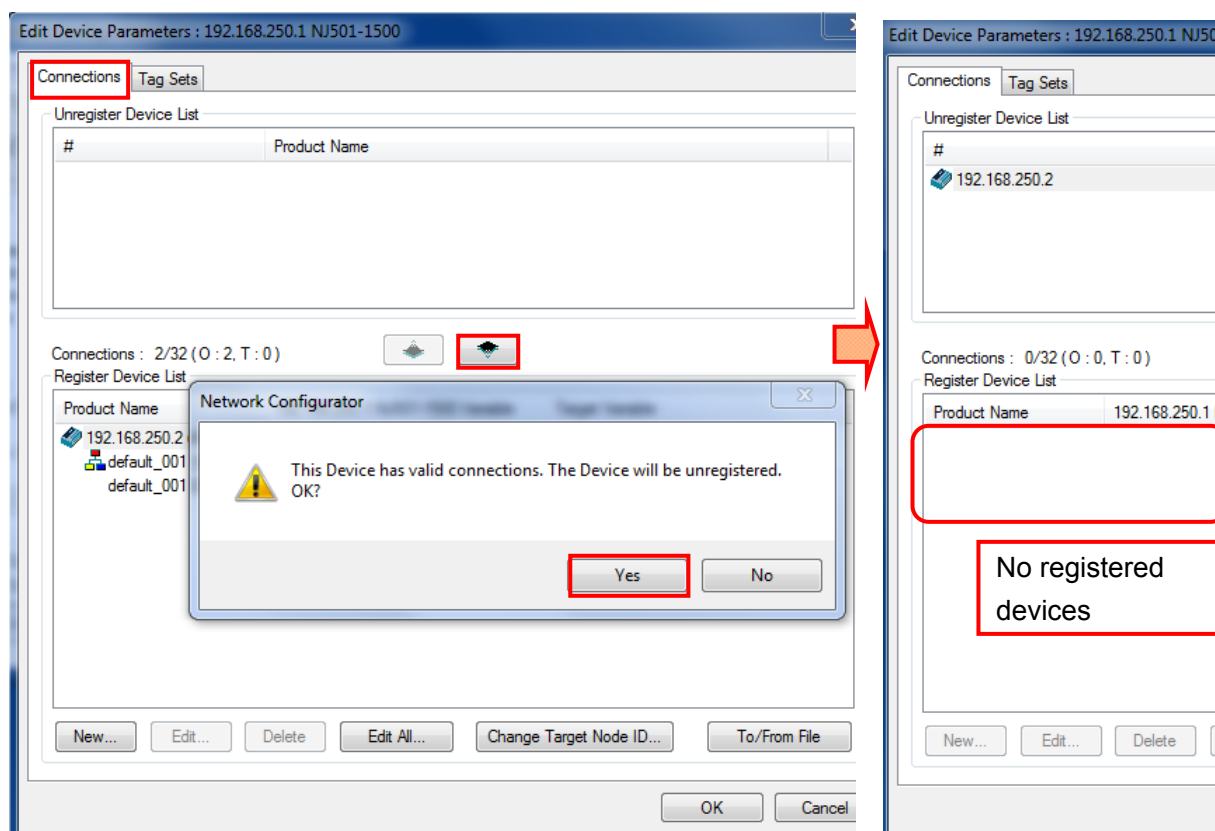 Edit Device Parameters : 192.168.250.1 NJ501-1500
Connections
Tag Sets
Unregister Device List
# Product Name
Connections : 2/32 ( O : 2, T : 0 )
Register Device List
Product Name
192.168.250.2
default_001
default_001
Network Configurator
This Device has valid connections. The Device will be unregistered.
OK?
Yes No
New... Edit... Delete Edit All... Change Target Node ID... To/From File
OK Cancel
Edit Device Parameters : 192.168.250.1 NJ50
Connections
Tag Sets
Unregister Device List
#
192.168.250.2
Connections : 0/32 ( O : 0, T : 0 )
Register Device List
Product Name 192.168.250.1
No registered
devices
New... Edit... Delete